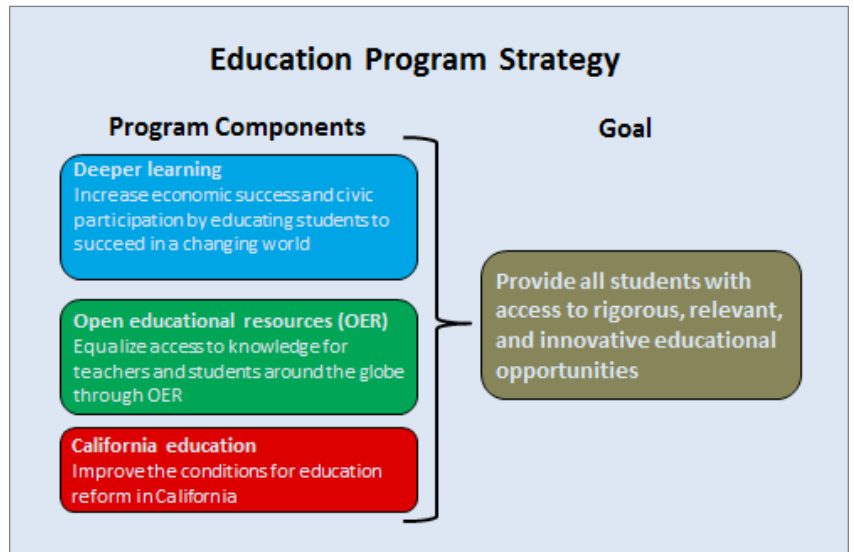 Education Program Strategy
Program Components
Goal
Deeper learning
Increase economic success and civic
participation by educating students to
succeed in a changing world
Open educational resources (OER)
Equalize access to knowledge for
teachers and students around the globe
through OER
California education
Improve the conditions for education
reform in California
Provide all students with
access to rigorous, relevant,
and innovative educational
opportunities